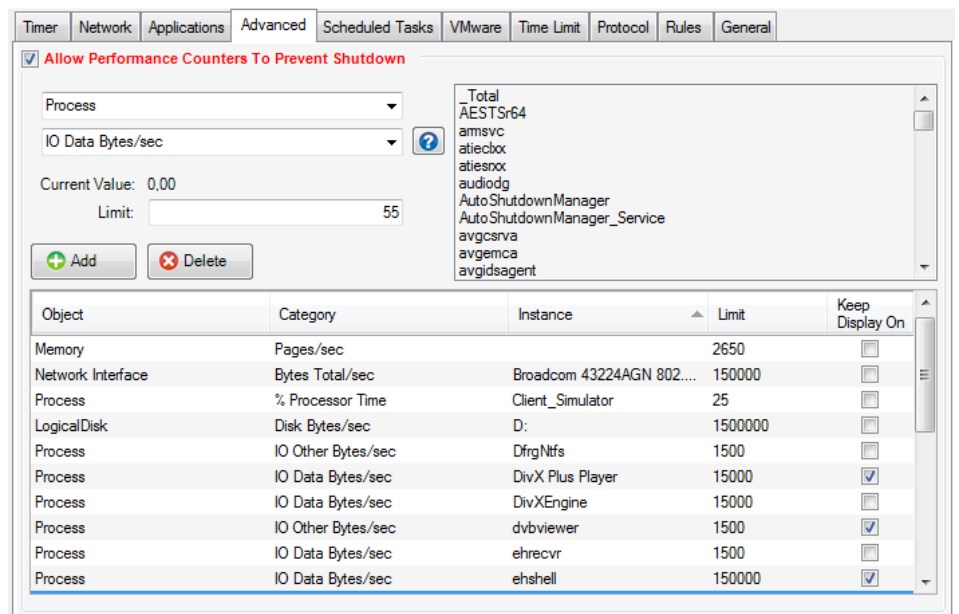 Timer Network Applications Advanced Scheduled Tasks VMware Time Limit Protocol Rules General
Allow Performance Counters To Prevent Shutdown
Process
IO Data Bytes/sec
Current Value: 0,00
Limit: 55
Add Delete
_Total
AESTSr64
armsvc
atieclxx
atiesrxx
audiodg
AutoShutdownManager
AutoShutdownManager_Service
avgcsrva
avgemca
avgidsagent
Object Category Instance Limit Keep Display On
Memory Pages/sec 2650
Network Interface Bytes Total/sec Broadcom 43224AGN 802.... 150000
Process % Processor Time Client_Simulator 25
LogicalDisk Disk Bytes/sec D: 1500000
Process IO Other Bytes/sec DfrgNtfs 1500
Process IO Data Bytes/sec DivX Plus Player 15000
Process IO Data Bytes/sec DivXEngine 15000
Process IO Other Bytes/sec dvbviewer 1500
Process IO Data Bytes/sec ehrecvr 1500
Process IO Data Bytes/sec ehshell 150000